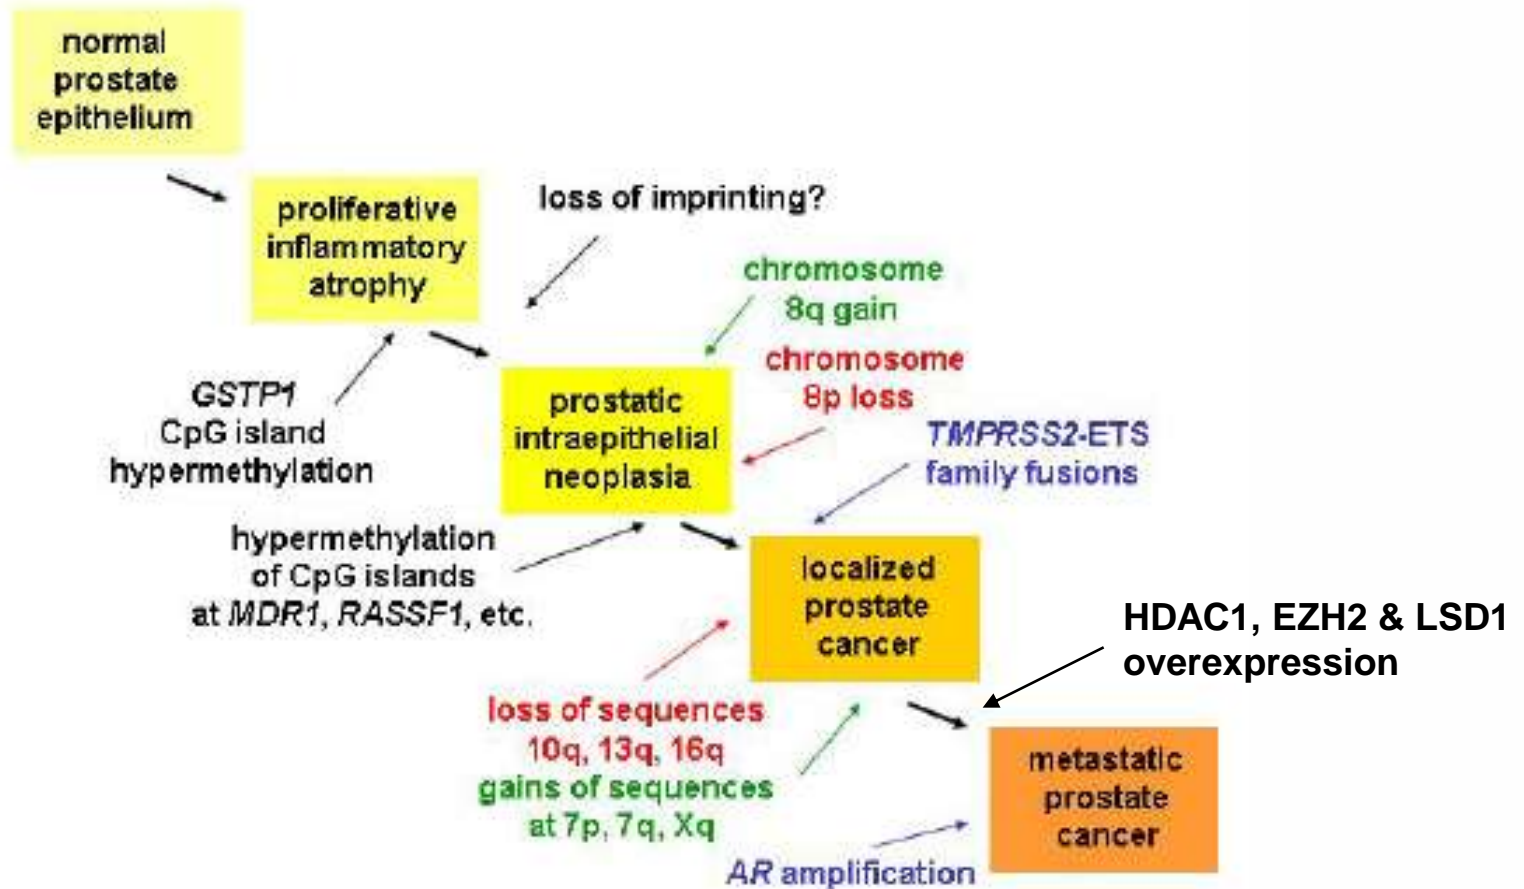 normal
prostate
epithelium
proliferative
inflammatory
atrophy
loss of imprinting?
chromosome
8q gain
chromosome
8p loss
GSTP1
CpG island
hypermethylation
prostatic
intraepithelial
neoplasia
TMPRSS2-ETS
family fusions
hypermethylation
of CpG islands
at MDR1, RASSF1, etc.
localized
prostate
cancer
HDAC1, EZH2 & LSD1
overexpression
loss of sequences
10q, 13q, 16q
gains of sequences
at 7p, 7q, Xq
metastatic
prostate
cancer
AR amplification